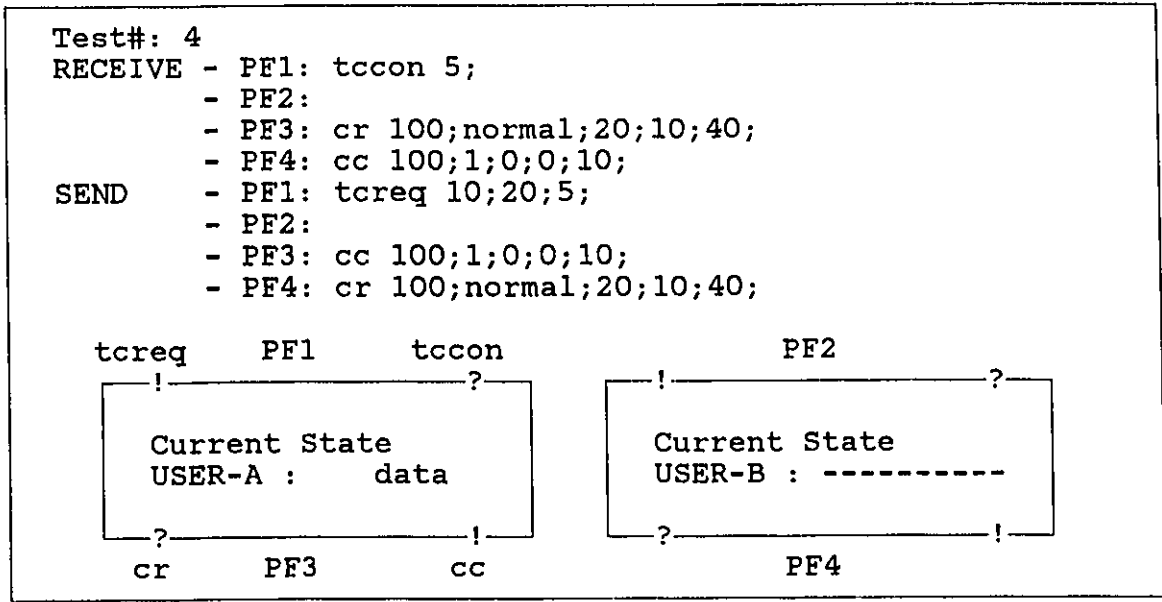 Test#: 4
RECEIVE - PF1: tccon 5;
- PF2:
- PF3: cr 100;normal;20;10;40;
- PF4: cc 100;1;0;0;10;
SEND - PF1: tcreq 10;20;5;
- PF2:
- PF3: cc 100;1;0;0;10;
- PF4: cr 100;normal;20;10;40;
tcreq PF1 tccon PF2
! ? ! ?
Current State Current State
USER-A : data USER-B : ----------
? ! ? !
cr PF3 cc PF4